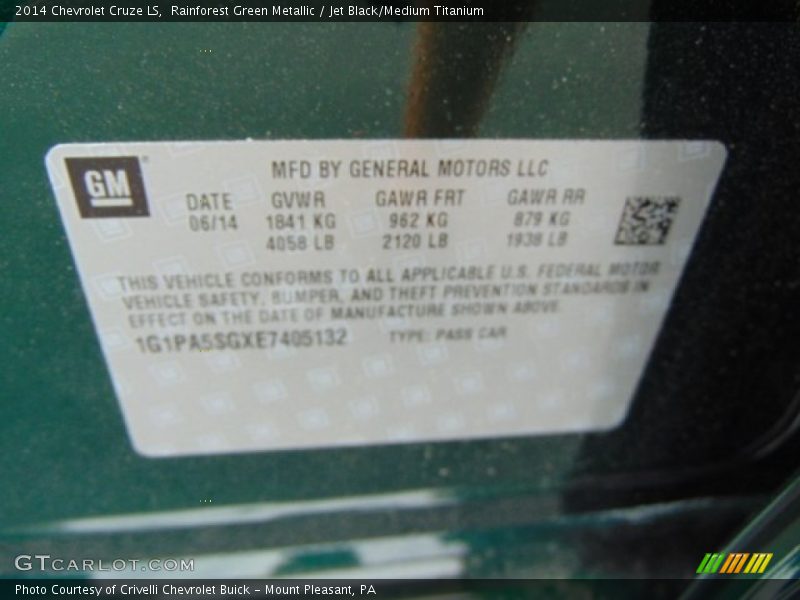 2014 Chevrolet Cruze LS,  Rainforest Green Metallic / Jet Black/Medium Titanium
GM
MFD BY GENERAL MOTORS LLC
DATE GVWR GAWR FRT GAWR RR
06/14 1841 KG 962 KG 879 KG
4058 LB 2120 LB 1938 LB
THIS VEHICLE CONFORMS TO ALL APPLICABLE U.S. FEDERAL MOTOR
VEHICLE SAFETY, BUMPER, AND THEFT PREVENTION STANDARDS IN
EFFECT ON THE DATE OF MANUFACTURE SHOWN ABOVE.
1G1PA5SGXE7405132 TYPE: PASS CAR
GTCARLOT.COM
Photo Courtesy of Crivelli Chevrolet Buick - Mount Pleasant, PA